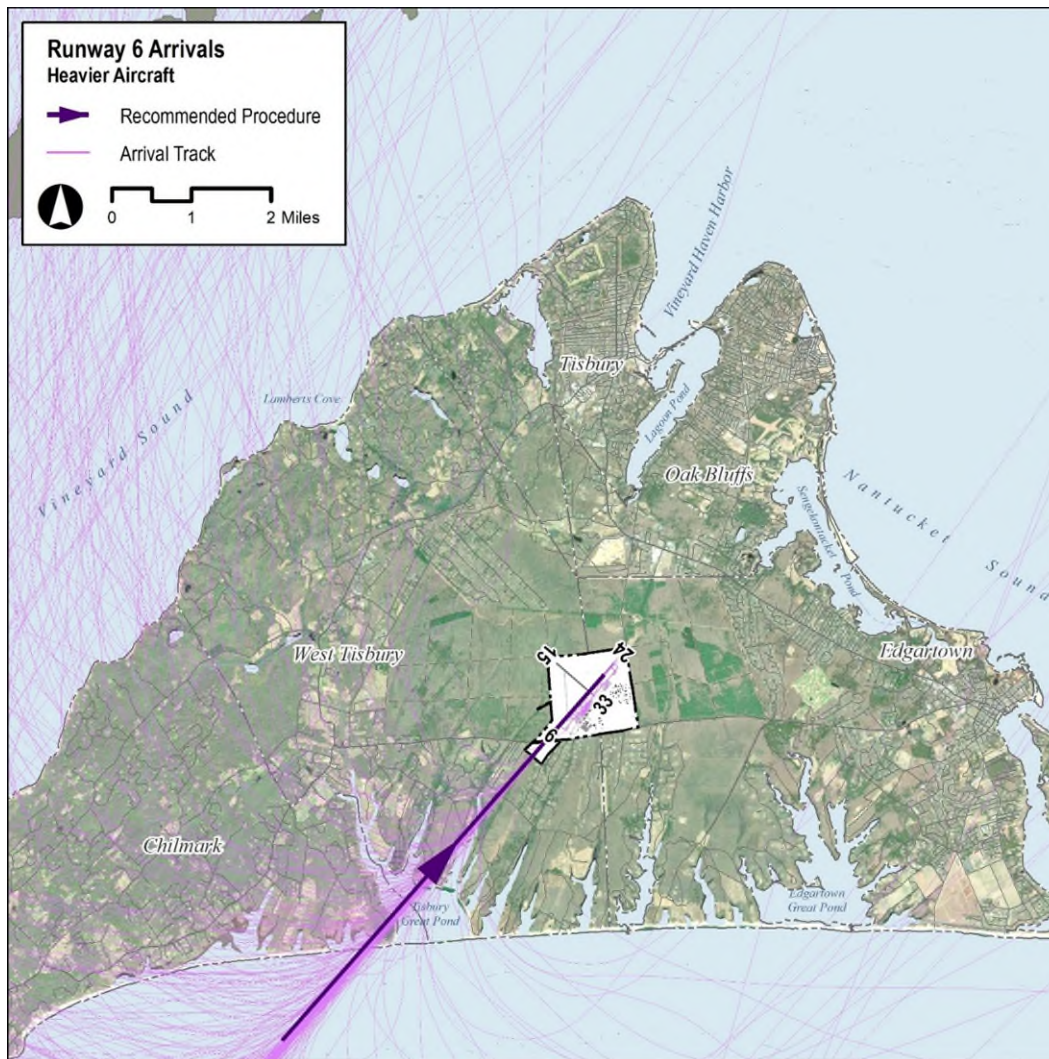 Runway 6 Arrivals
Heavier Aircraft
Recommended Procedure
Arrival Track
0 1 2 Miles
Vineyard Haven Harbor
Tisbury
Lamberts Cove
Vineyard Sound
Lagoon Pond
Oak Bluffs
Nantucket Sound
Sengekontacket Pond
West Tisbury
Edgartown
15
24
33
6
Chilmark
Tisbury
Great Pond
Edgartown
Great Pond